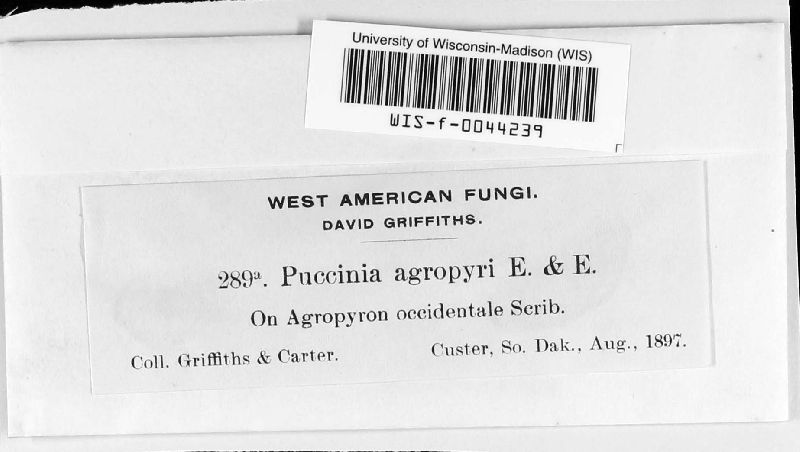 University of Wisconsin-Madison (WIS)
WIS-f-0044239
WEST AMERICAN FUNGI.
DAVID GRIFFITHS.
289ª. Puccinia agropyri E. & E.
On Agropyron occidentale Scrib.
Coll. Griffiths & Carter. Custer, So. Dak., Aug., 1897.